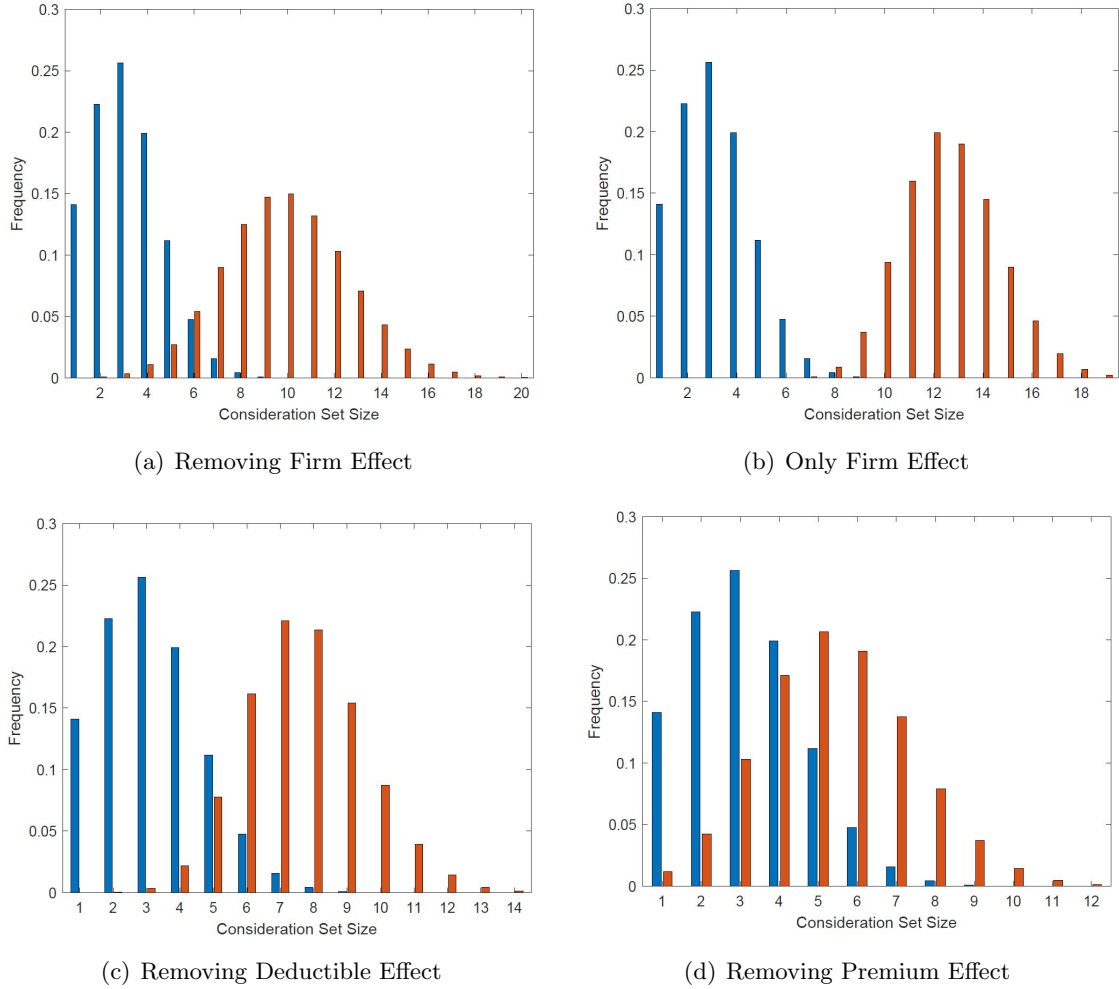 0.3
0.25
0.2
0.15
0.1
0.05
0
Frequency
2 4 6 8 10 12 14 16 18 20
Consideration Set Size
(a) Removing Firm Effect
0.3
0.25
0.2
0.15
0.1
0.05
0
Frequency
2 4 6 8 10 12 14 16 18
Consideration Set Size
(b) Only Firm Effect
0.3
0.25
0.2
0.15
0.1
0.05
0
Frequency
1 2 3 4 5 6 7 8 9 10 11 12 13 14
Consideration Set Size
(c) Removing Deductible Effect
0.3
0.25
0.2
0.15
0.1
0.05
0
Frequency
1 2 3 4 5 6 7 8 9 10 11 12
Consideration Set Size
(d) Removing Premium Effect